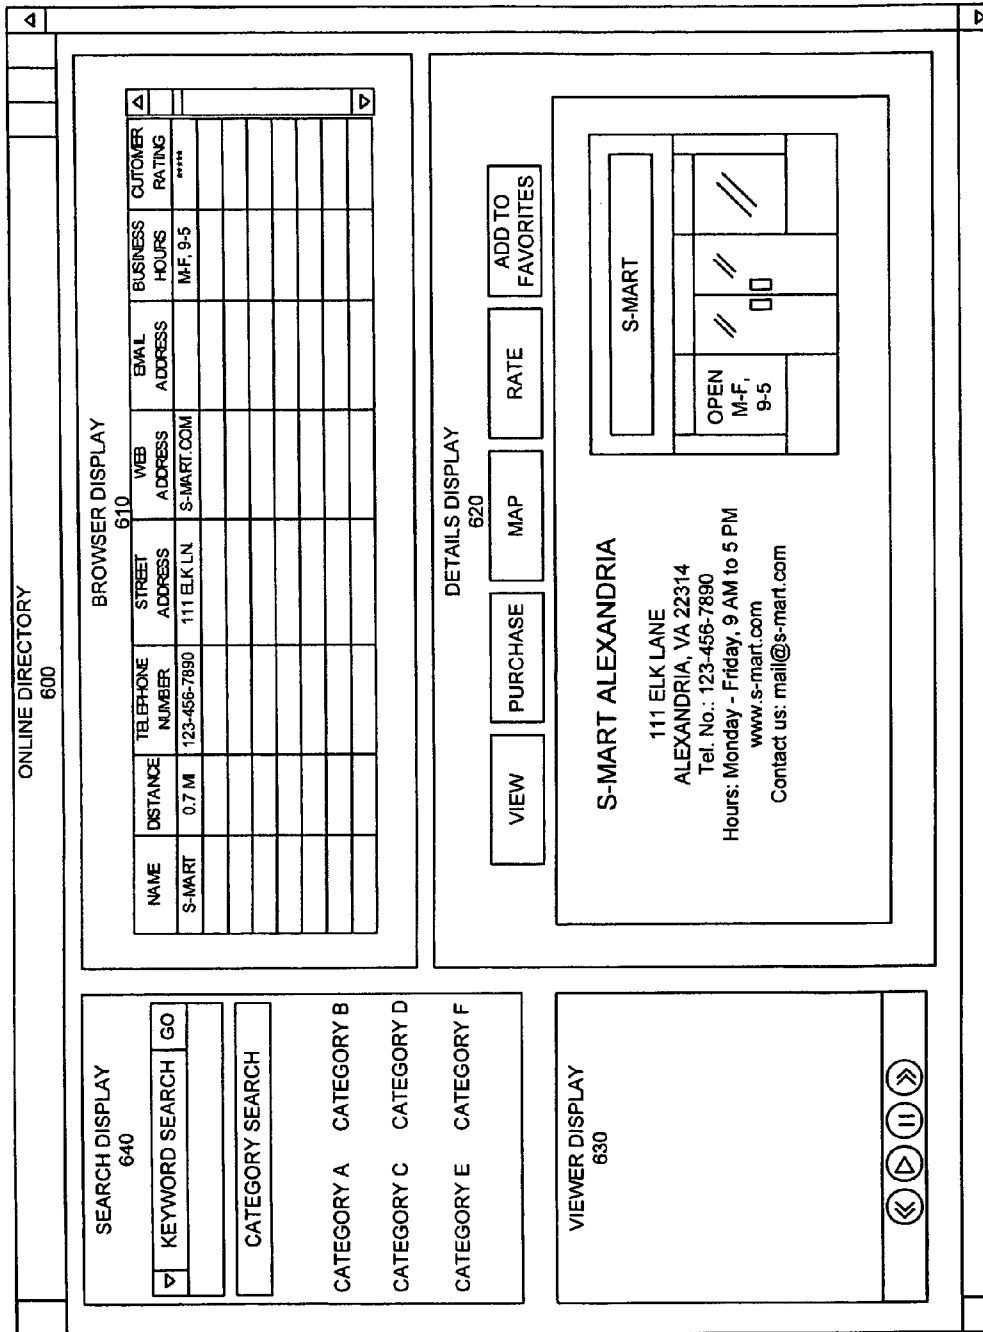 ONLINE DIRECTORY
600
SEARCH DISPLAY
640
KEYWORD SEARCH GO
CATEGORY SEARCH
CATEGORY A CATEGORY B
CATEGORY C CATEGORY D
CATEGORY E CATEGORY F
VIEWER DISPLAY
630
BROWSER DISPLAY
610
NAME DISTANCE TELEPHONE NUMBER STREET ADDRESS WEB ADDRESS EMAIL ADDRESS BUSINESS HOURS CUTOMER RATING
S-MART 0.7 MI 123-456-7890 111 ELK LN. S-MART.COM M-F, 9-5 *****
DETAILS DISPLAY
620
VIEW PURCHASE MAP RATE ADD TO FAVORITES
S-MART ALEXANDRIA
111 ELK LANE
ALEXANDRIA, VA 22314
Tel. No.: 123-456-7890
Hours: Monday - Friday, 9 AM to 5 PM
www.s-mart.com
Contact us: mail@s-mart.com
S-MART
OPEN
M-F,
9-5